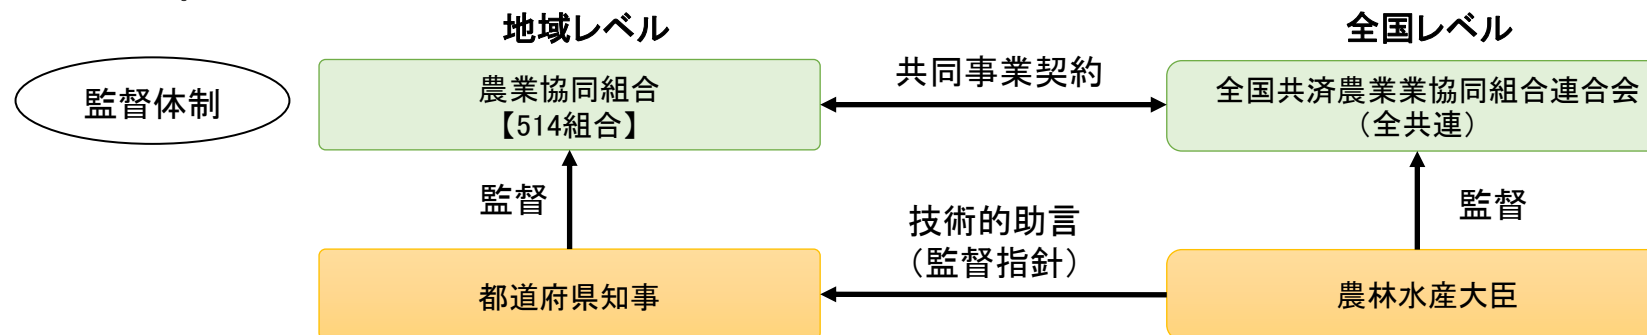 地域レベル
全国レベル
監督体制
農業協同組合
【514組合】
共同事業契約
全国共済農業業協同組合連合会
（全共連）
監督
技術的助言
（監督指針）
監督
都道府県知事
農林水産大臣